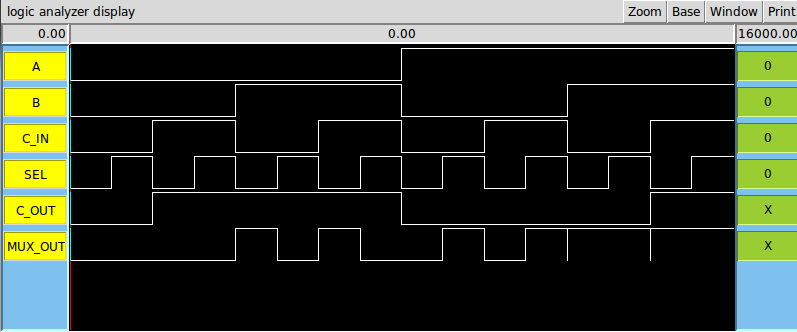 logic analyzer display Zoom Base Window Print
0.00 0.00 16000.00
A 0
B 0
C_IN 0
SEL 0
C_OUT X
MUX_OUT X